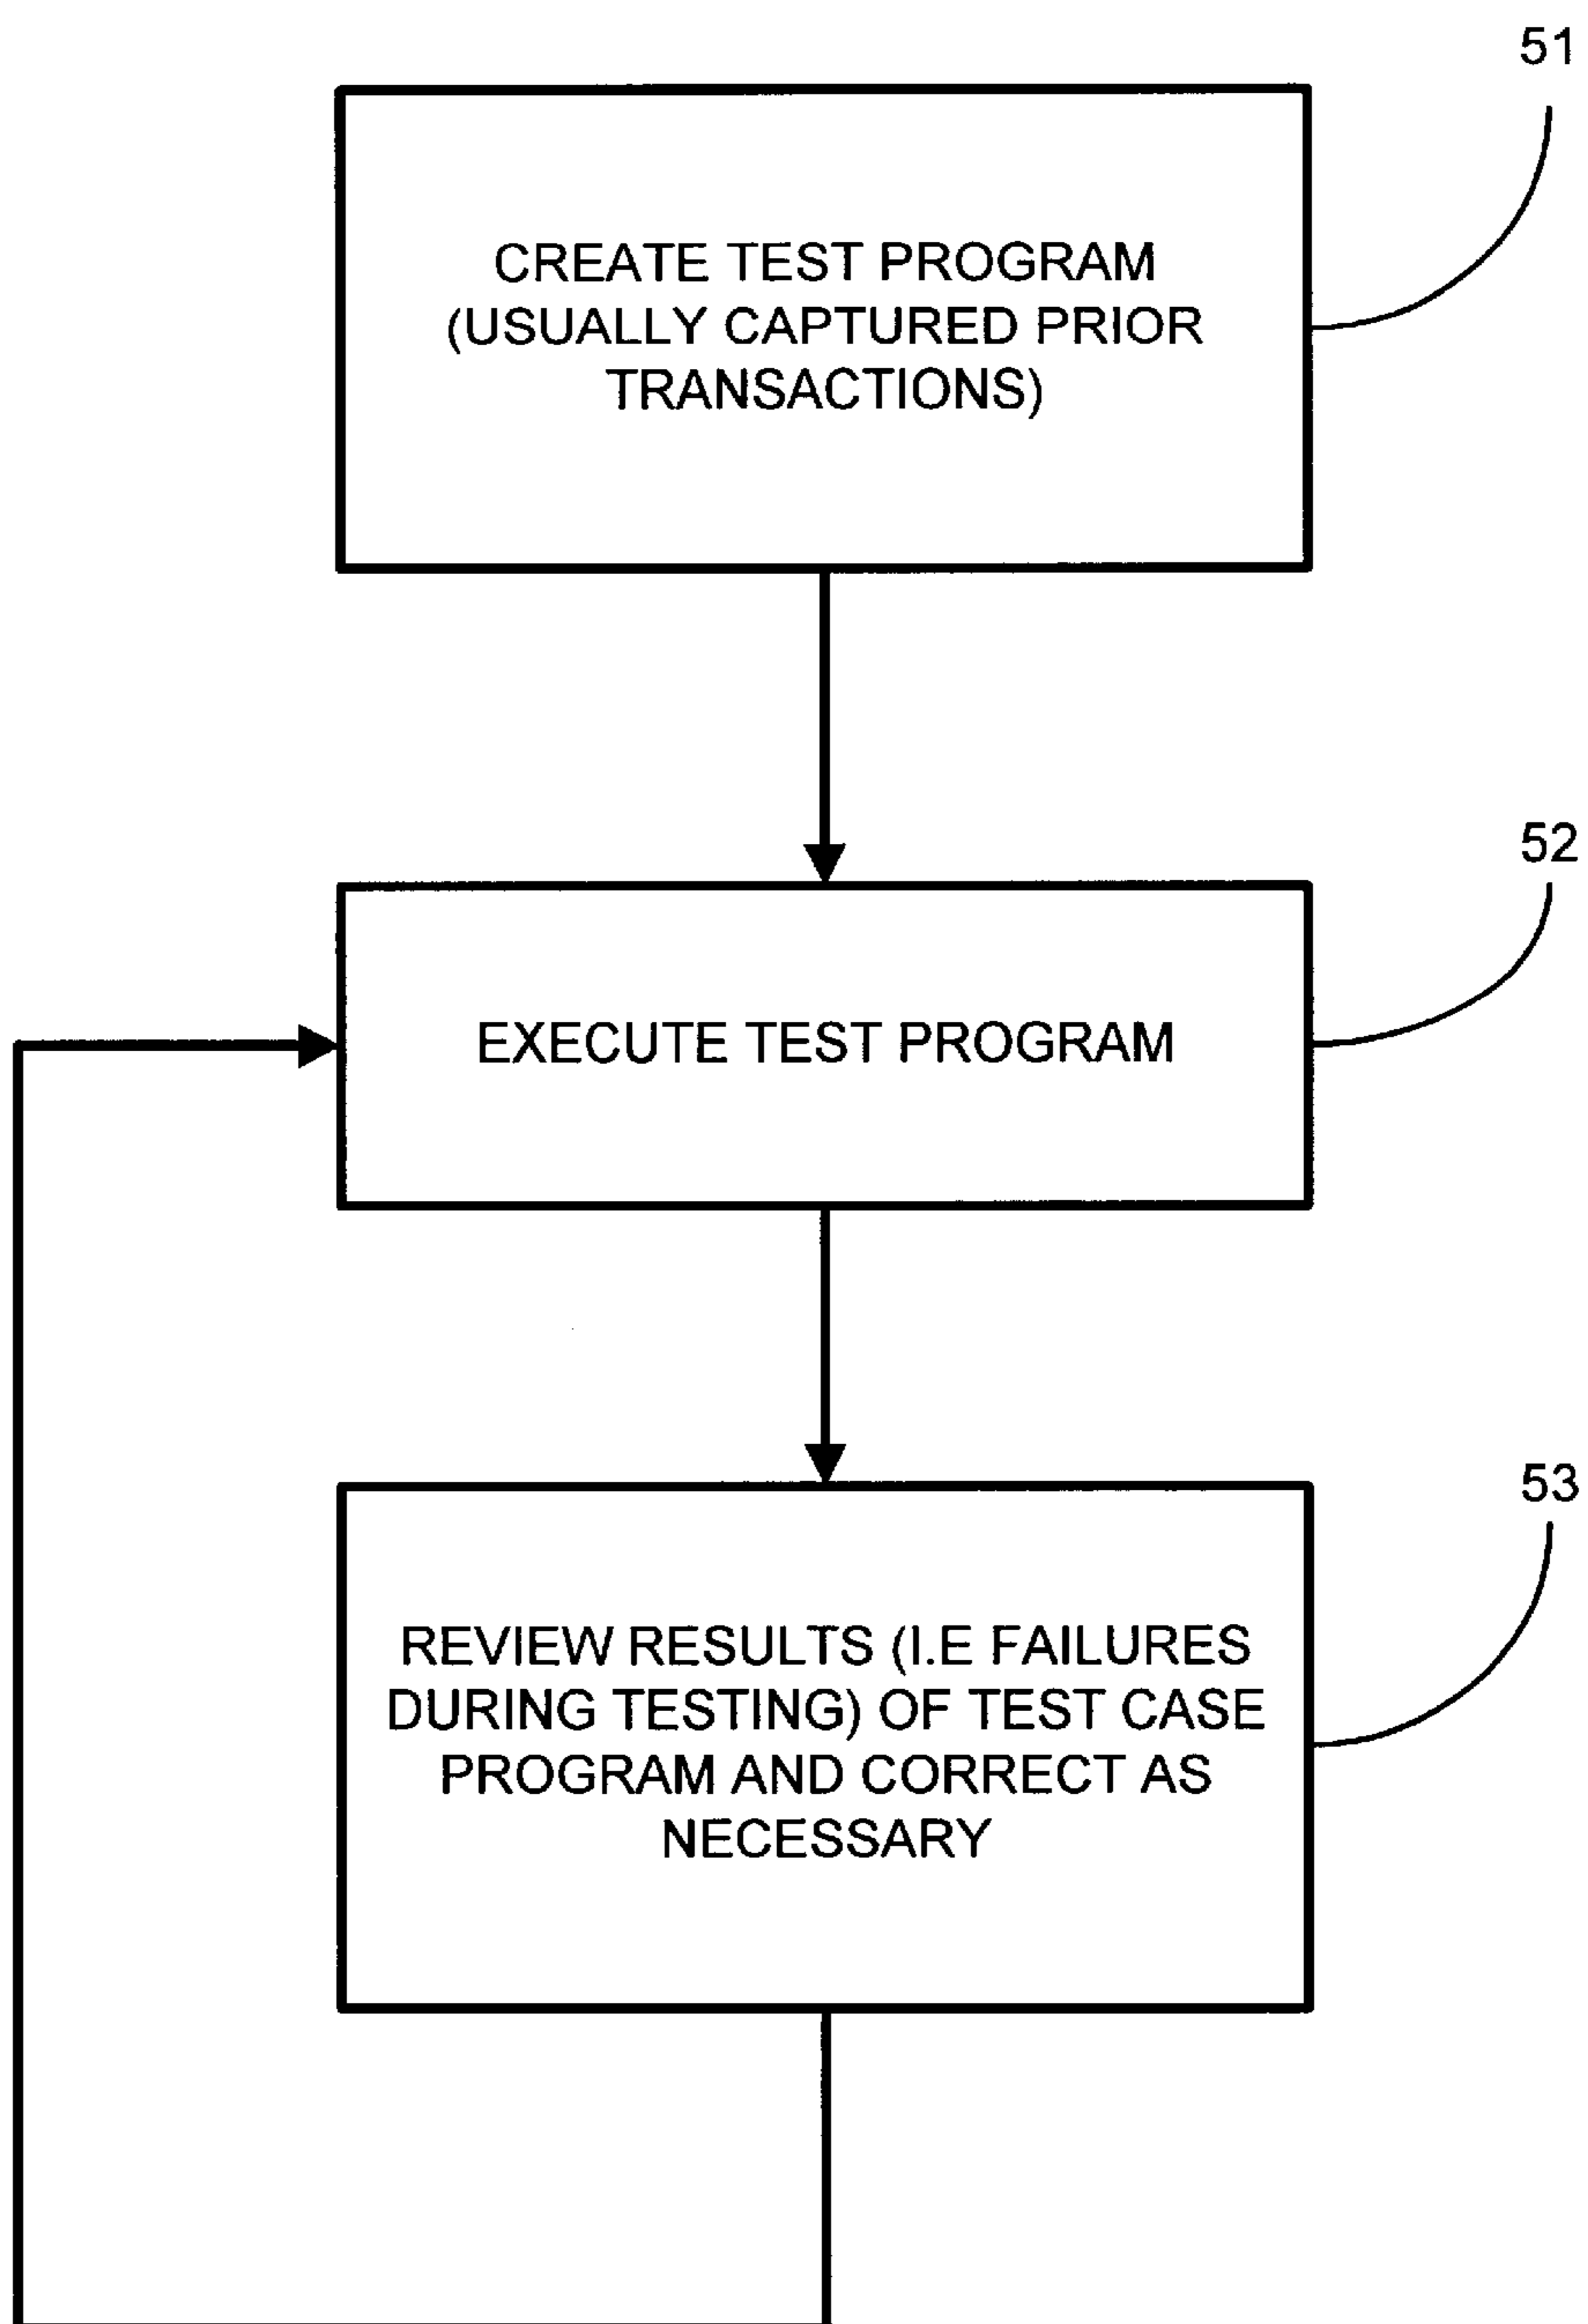 51
CREATE TEST PROGRAM
(USUALLY CAPTURED PRIOR
TRANSACTIONS)
52
EXECUTE TEST PROGRAM
53
REVIEW RESULTS (I.E FAILURES
DURING TESTING) OF TEST CASE
PROGRAM AND CORRECT AS
NECESSARY